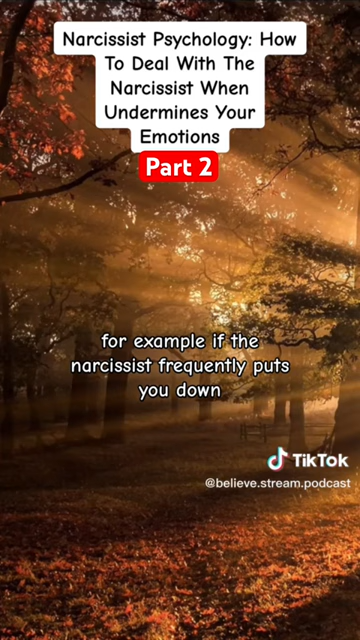 Narcissist Psychology: How
To Deal With The
Narcissist When
Undermines Your
Emotions
Part 2
for example if the
narcissist frequently puts
you down
TikTok
@believe.stream.podcast